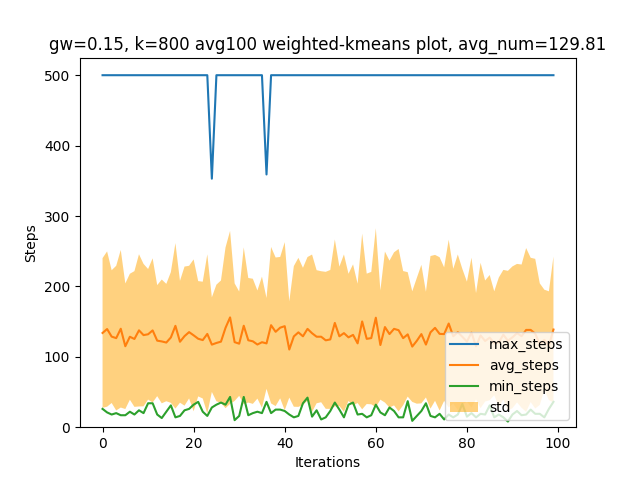 gw=0.15, k=800 avg100 weighted-kmeans plot, avg_num=129.81
500
400
300
200
100
0
Steps
0 20 40 60 80 100
Iterations
max_steps
avg_steps
min_steps
std